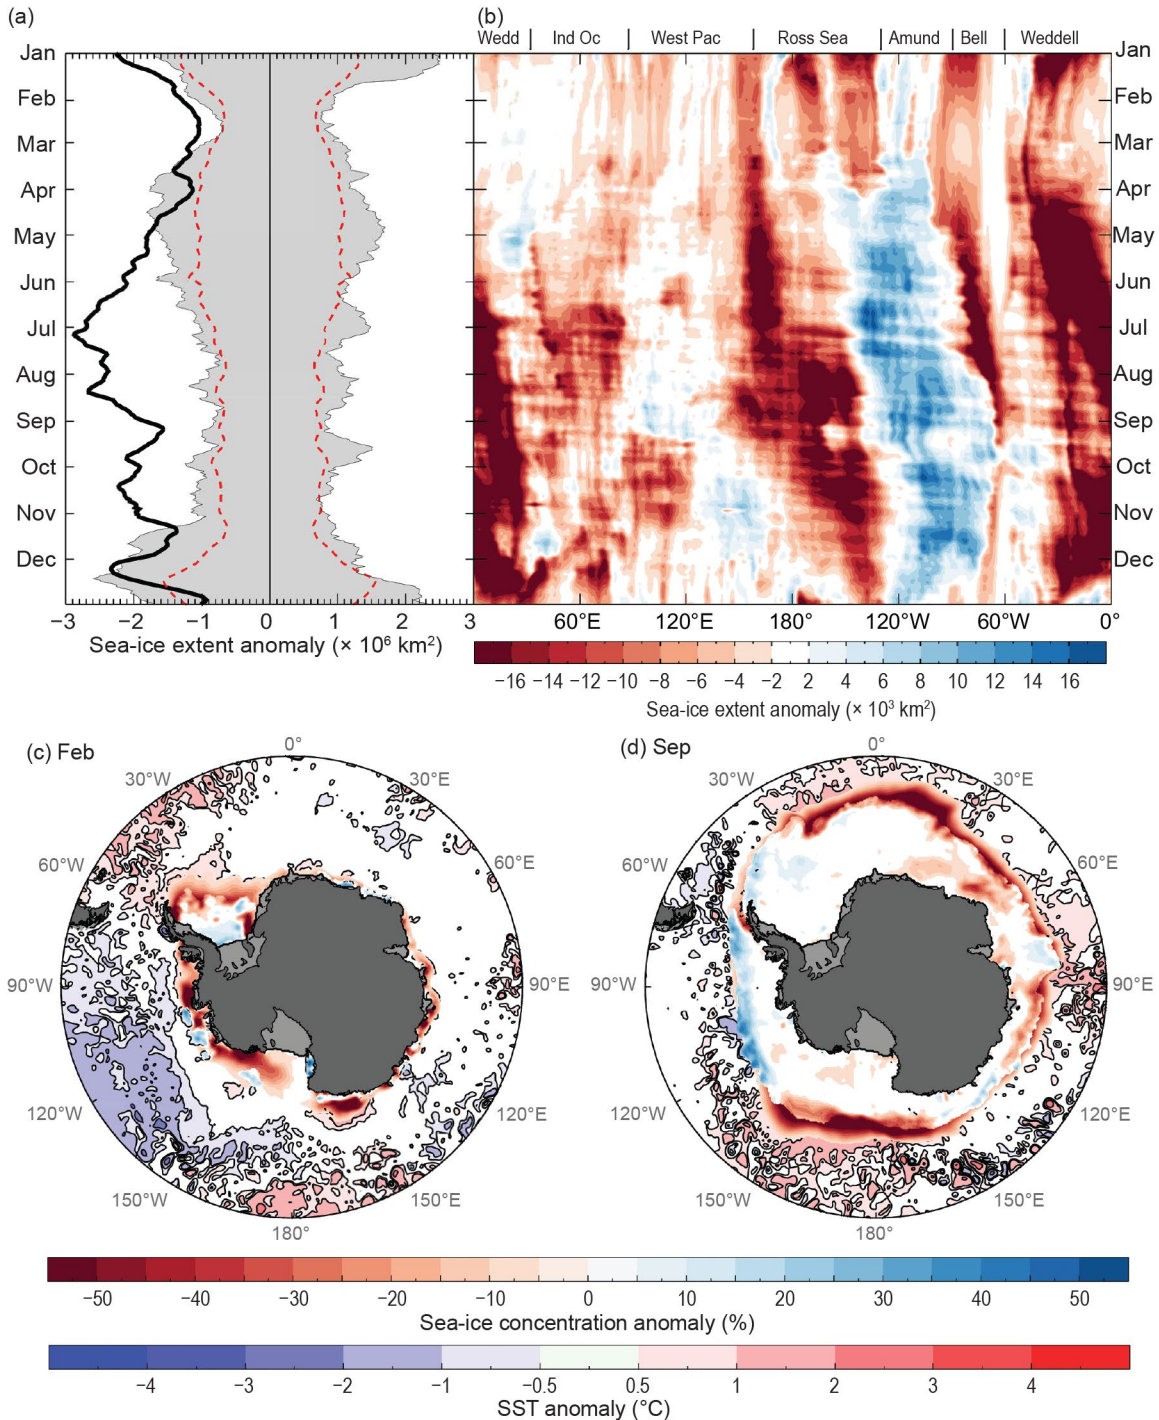 (a)
(b)
Wedd | Ind Oc | West Pac | Ross Sea | Amund | Bell | Weddell
Jan
Feb
Mar
Apr
May
Jun
Jul
Aug
Sep
Oct
Nov
Dec
Jan
Feb
Mar
Apr
May
Jun
Jul
Aug
Sep
Oct
Nov
Dec
−3 −2 −1 0 1 2 3 60°E 120°E 180° 120°W 60°W 0°
Sea-ice extent anomaly (× 10⁶ km²)
−16 −14 −12 −10 −8 −6 −4 −2 2 4 6 8 10 12 14 16
Sea-ice extent anomaly (× 10³ km²)
(c) Feb
0°
30°E
60°E
90°E
120°E
150°E
180°
150°W
120°W
90°W
60°W
30°W
(d) Sep
0°
30°E
60°E
90°E
120°E
150°E
180°
150°W
120°W
90°W
60°W
30°W
−50 −40 −30 −20 −10 0 10 20 30 40 50
Sea-ice concentration anomaly (%)
−4 −3 −2 −1 −0.5 0.5 1 2 3 4
SST anomaly (°C)